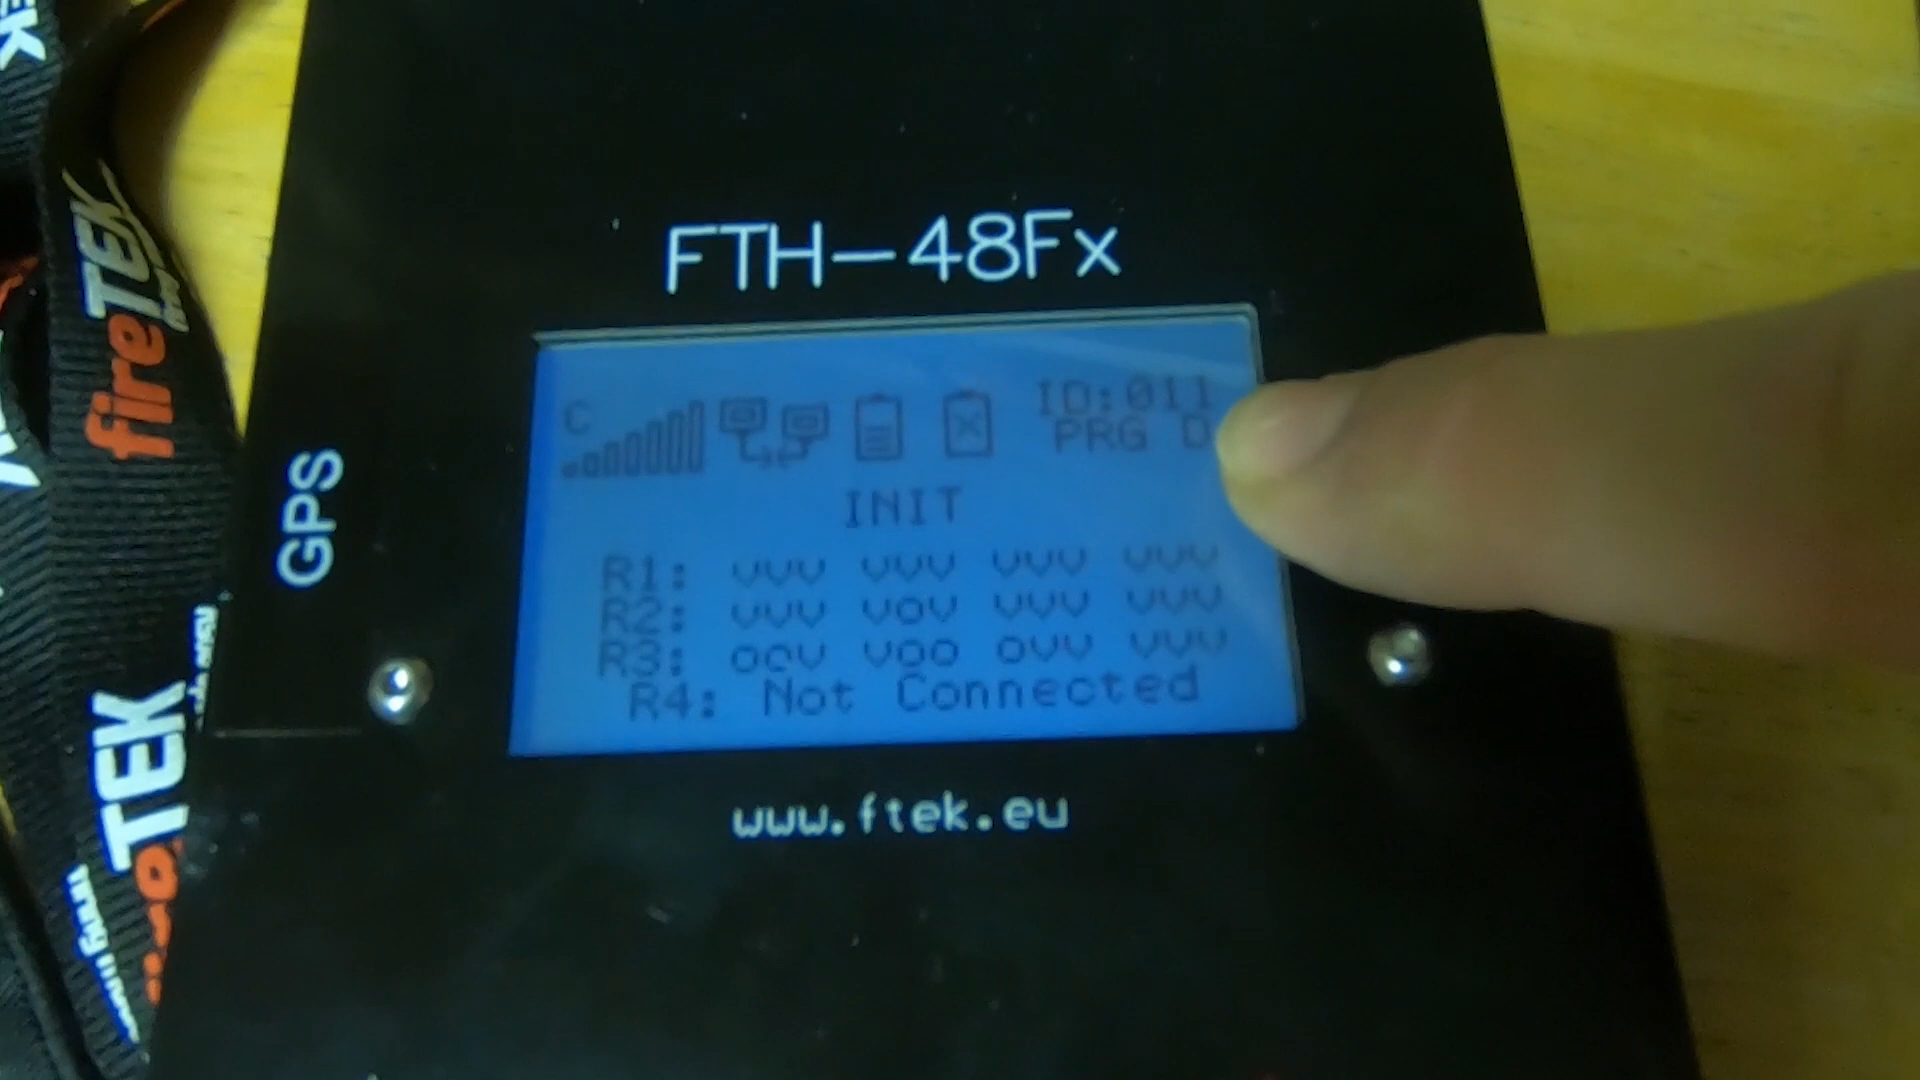 FTH-48Fx
C
ID:011
PRG D
INIT
R1: VVV VVV VVV VVV
R2: VVV VOV VVV VVV
R3: OOV VOO OVV VVV
R4: Not Connected
www.ftek.eu
GPS
fireTEK
TEK